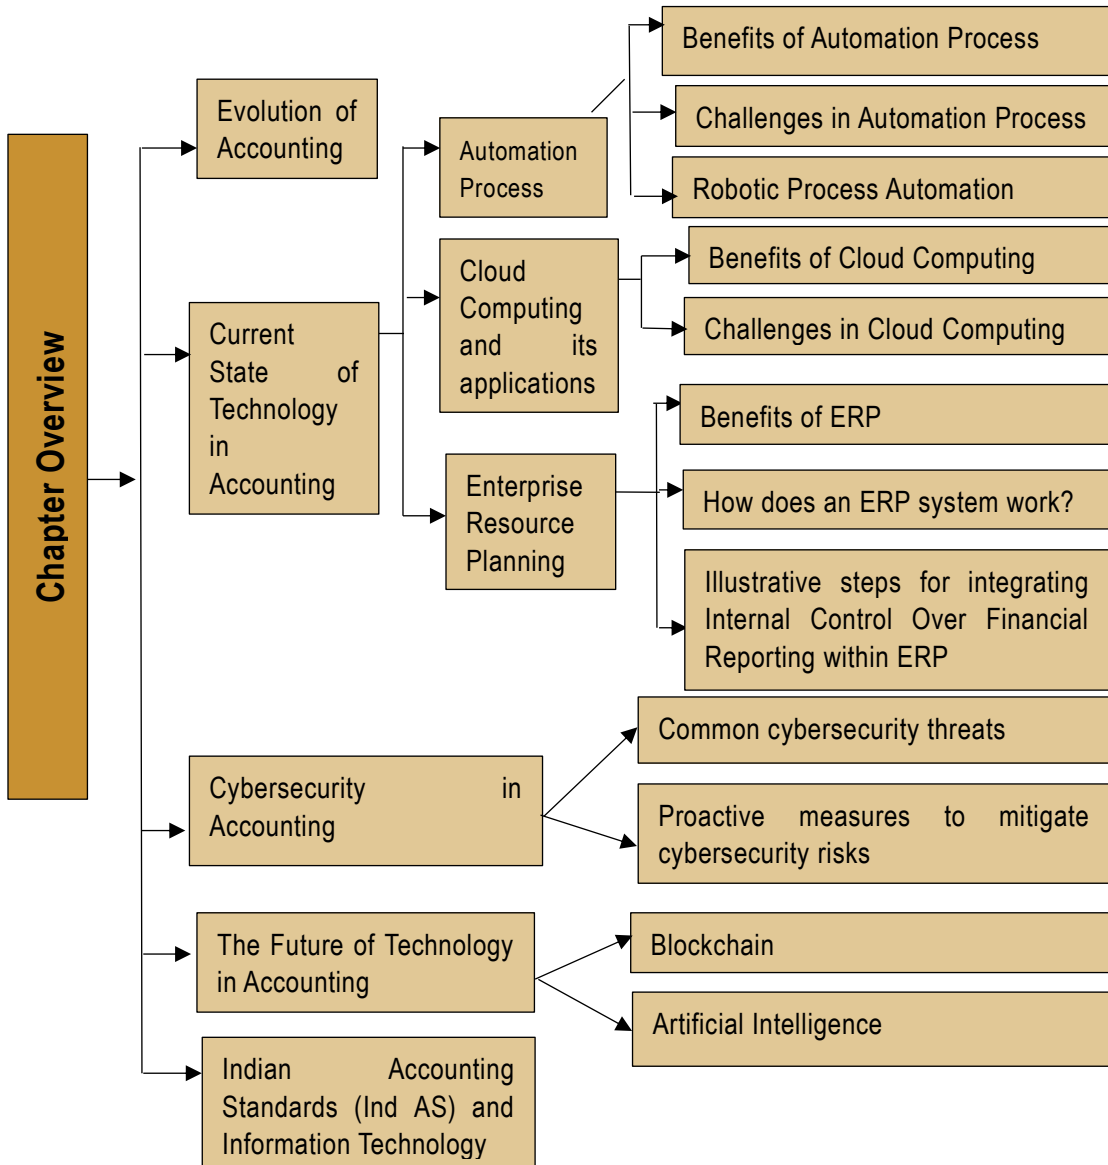 Chapter Overview
Evolution of
Accounting
Current
State of
Technology
in
Accounting
Automation
Process
Benefits of Automation Process
Challenges in Automation Process
Robotic Process Automation
Cloud
Computing
and its
applications
Benefits of Cloud Computing
Challenges in Cloud Computing
Enterprise
Resource
Planning
Benefits of ERP
How does an ERP system work?
Illustrative steps for integrating
Internal Control Over Financial
Reporting within ERP
Cybersecurity in
Accounting
Common cybersecurity threats
Proactive measures to mitigate
cybersecurity risks
The Future of Technology
in Accounting
Blockchain
Artificial Intelligence
Indian Accounting
Standards (Ind AS) and
Information Technology